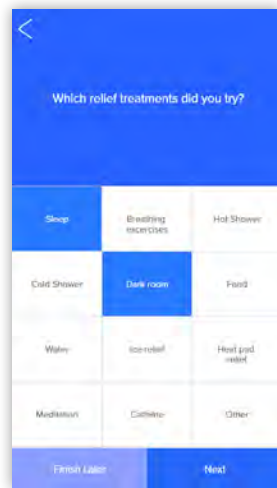 Which relief treatments did you try?
Sleep
Breathing
excercises
Hot Shower
Cold Shower
Dark room
Food
Water
Ice relief
Heat pad
relief
Meditation
Caffeine
Other
Finish Later
Next